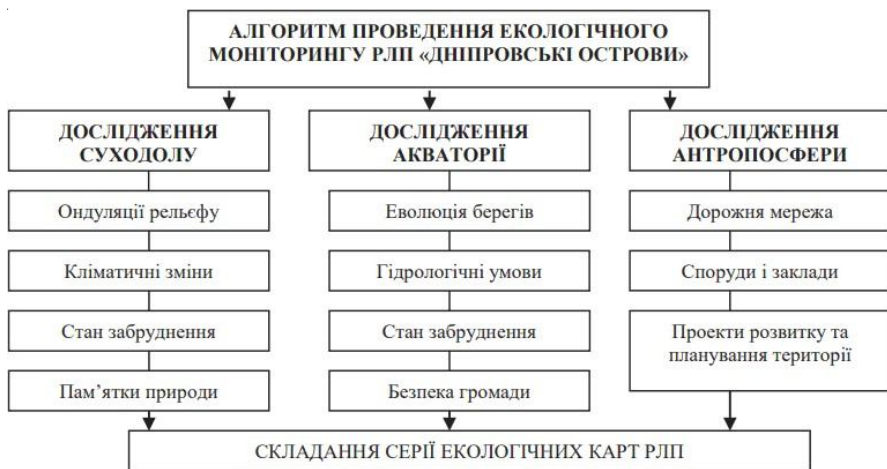 АЛГОРИТМ ПРОВЕДЕННЯ ЕКОЛОГІЧНОГО
МОНІТОРИНГУ РЛП «ДНІПРОВСЬКІ ОСТРОВИ»
ДОСЛІДЖЕННЯ
СУХОДОЛУ
Ондуляції рельєфу
Кліматичні зміни
Стан забруднення
Пам’ятки природи
ДОСЛІДЖЕННЯ
АКВАТОРІЇ
Еволюція берегів
Гідрологічні умови
Стан забруднення
Безпека громади
ДОСЛІДЖЕННЯ
АНТРОПОСФЕРИ
Дорожня мережа
Споруди і заклади
Проекти розвитку та
планування території
СКЛАДАННЯ СЕРІЇ ЕКОЛОГІЧНИХ КАРТ РЛП